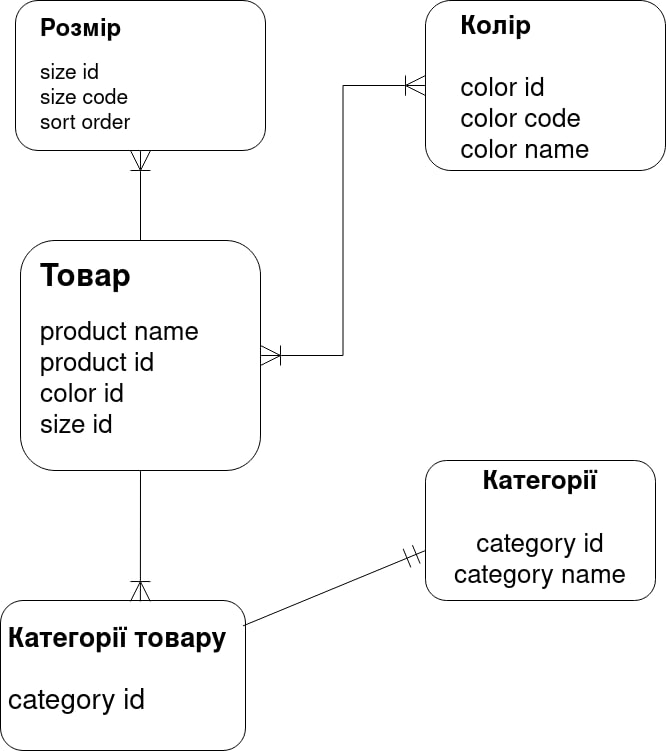 Розмір
size id
size code
sort order
Колір
color id
color code
color name
Товар
product name
product id
color id
size id
Категорії
category id
category name
Категорії товару
category id